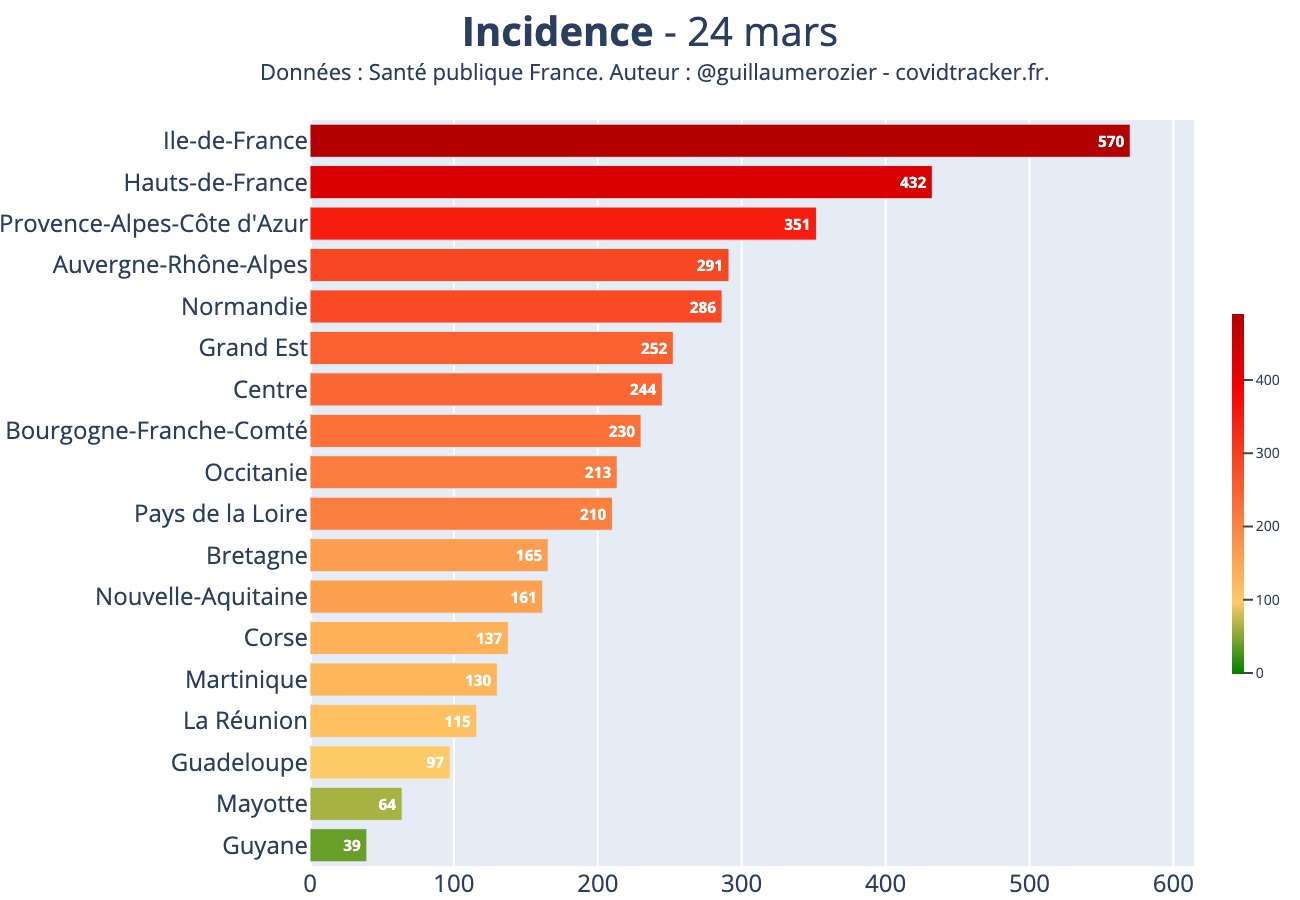 Incidence - 24 mars
Données : Santé publique France. Auteur : @guillaumerozier - covidtracker.fr.
Ile-de-France 570
Hauts-de-France 432
Provence-Alpes-Côte d'Azur 351
Auvergne-Rhône-Alpes 291
Normandie 286
Grand Est 252
Centre 244
Bourgogne-Franche-Comté 230
Occitanie 213
Pays de la Loire 210
Bretagne 165
Nouvelle-Aquitaine 161
Corse 137
Martinique 130
La Réunion 115
Guadeloupe 97
Mayotte 64
Guyane 39
0 100 200 300 400 500 600
400
300
200
100
0